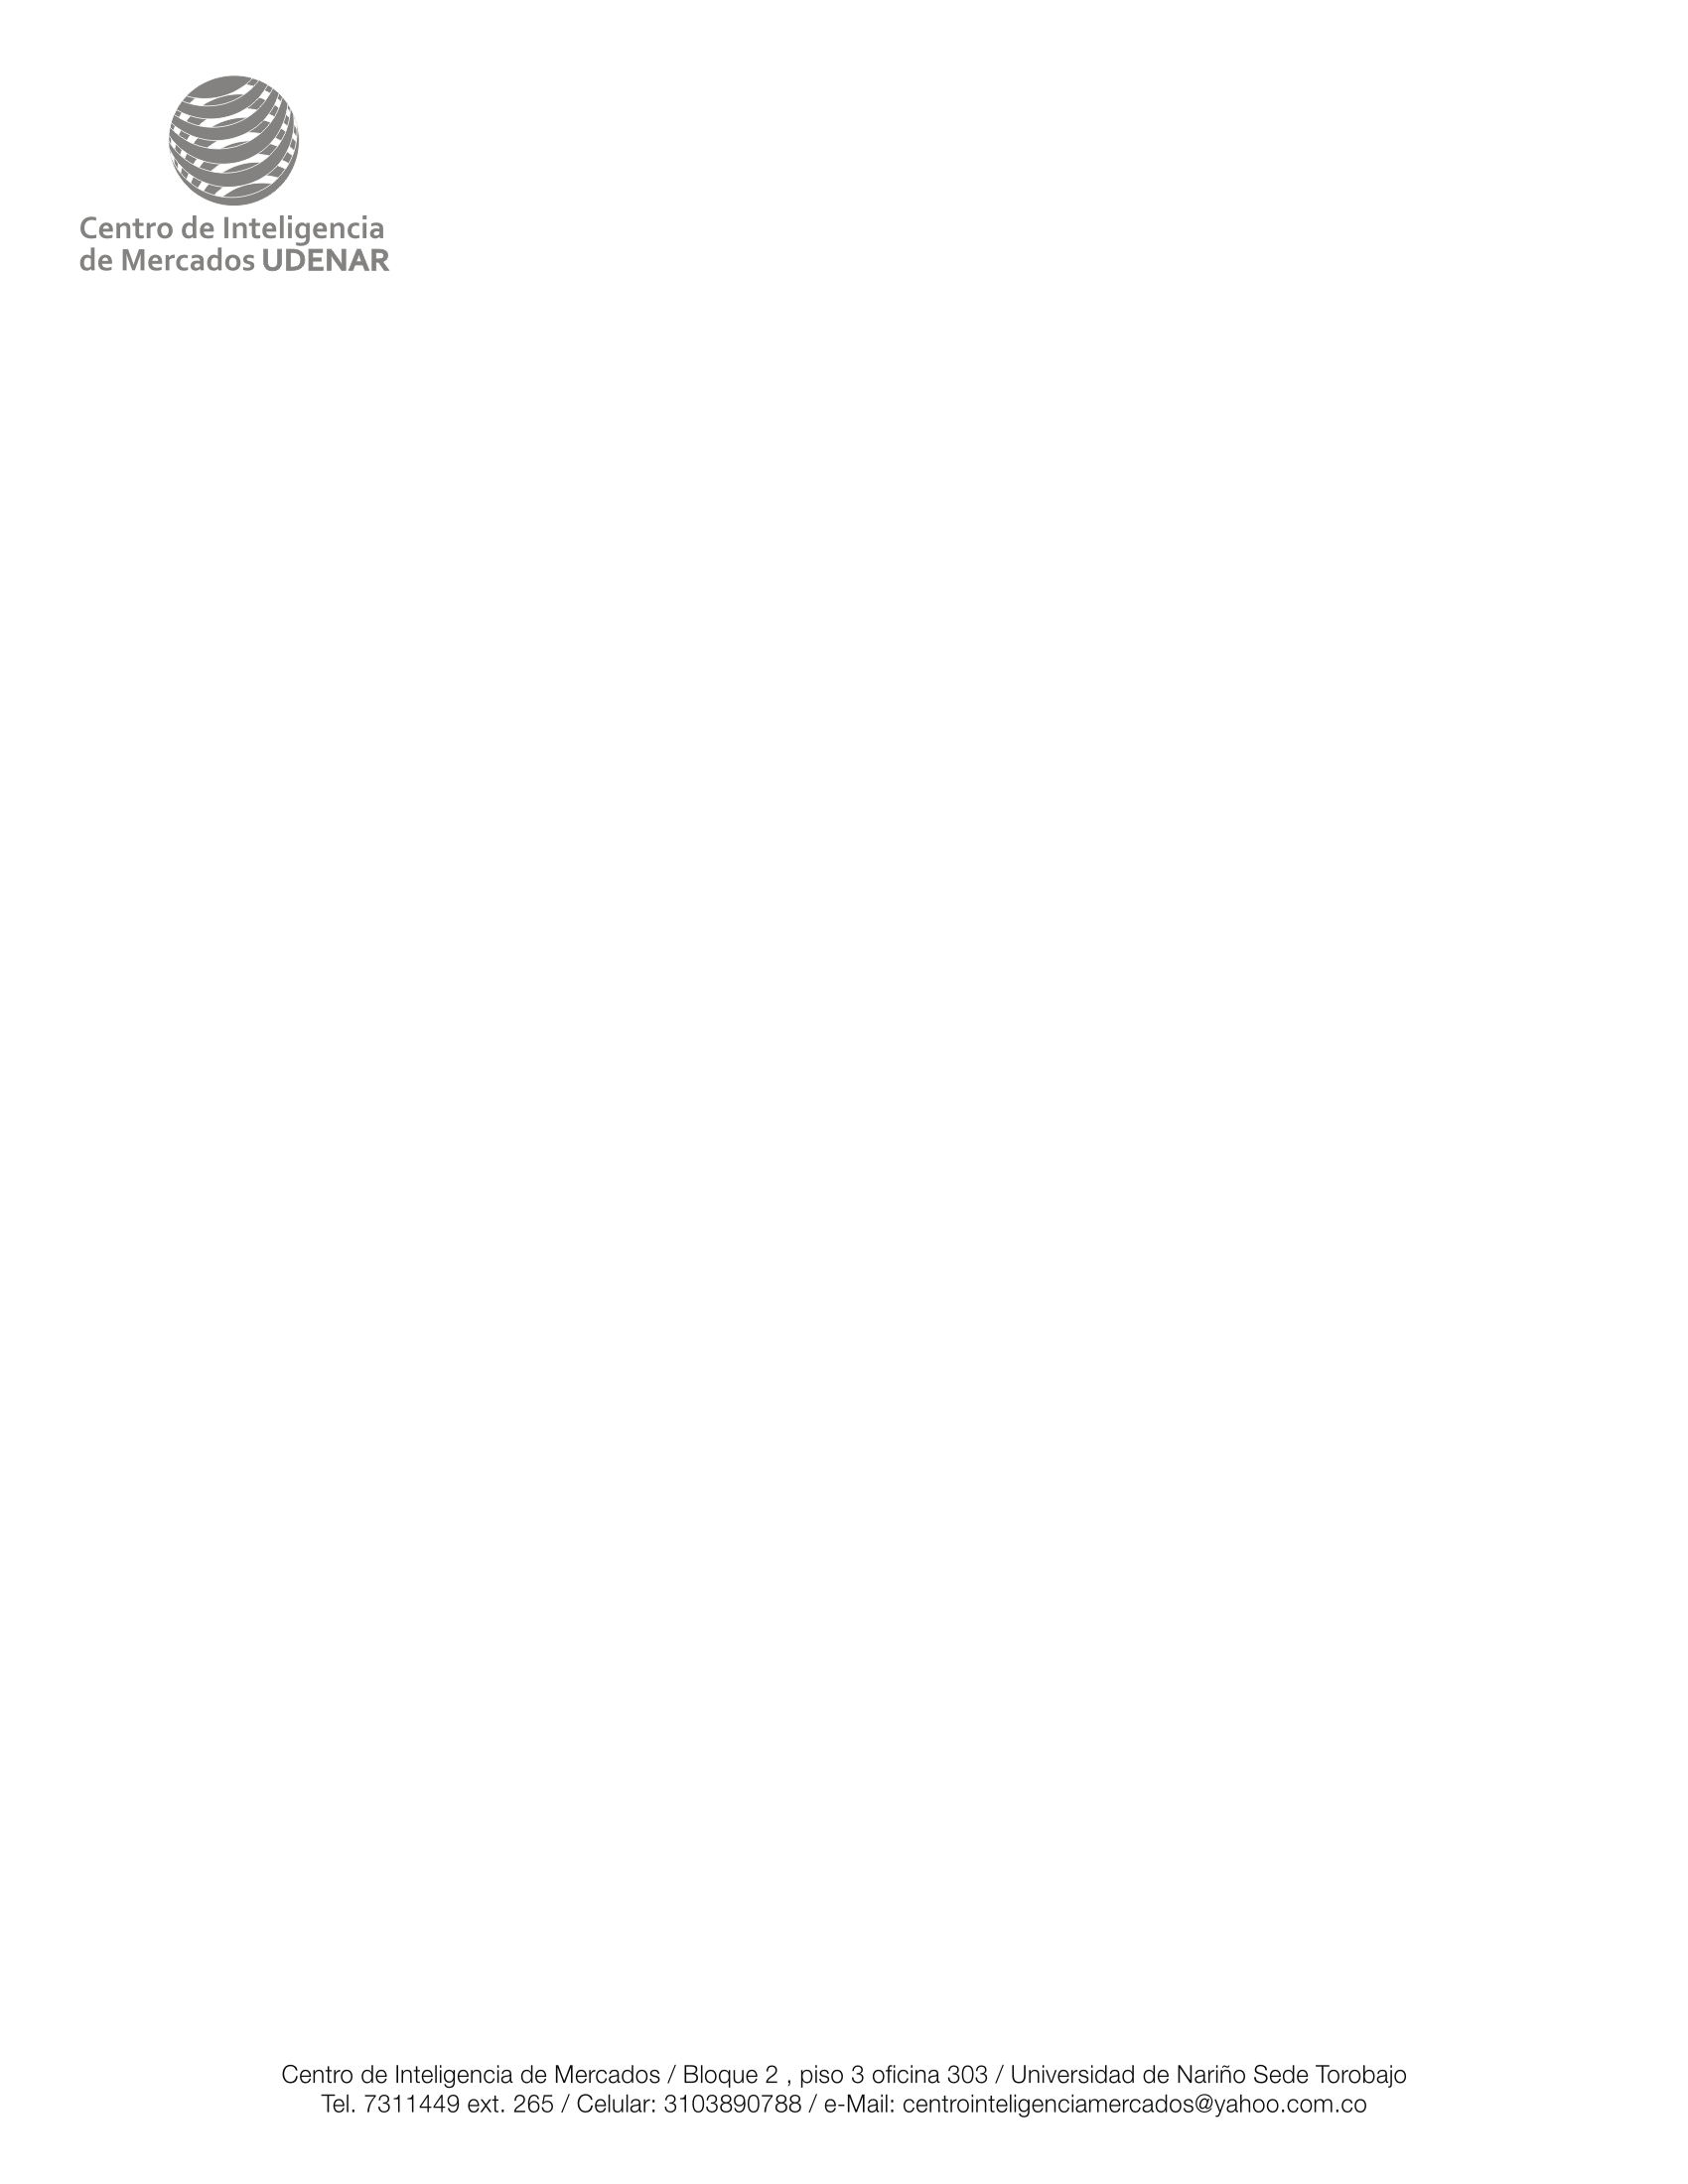 Centro de Inteligencia
de Mercados UDENAR
Centro de Inteligencia de Mercados / Bloque 2 , piso 3 oficina 303 / Universidad de Nariño Sede Torobajo
Tel. 7311449 ext. 265 / Celular: 3103890788 / e-Mail: centrointeligenciamercados@yahoo.com.co